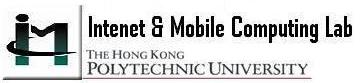 Intenet & Mobile Computing Lab
THE HONG KONG
POLYTECHNIC UNIVERSITY